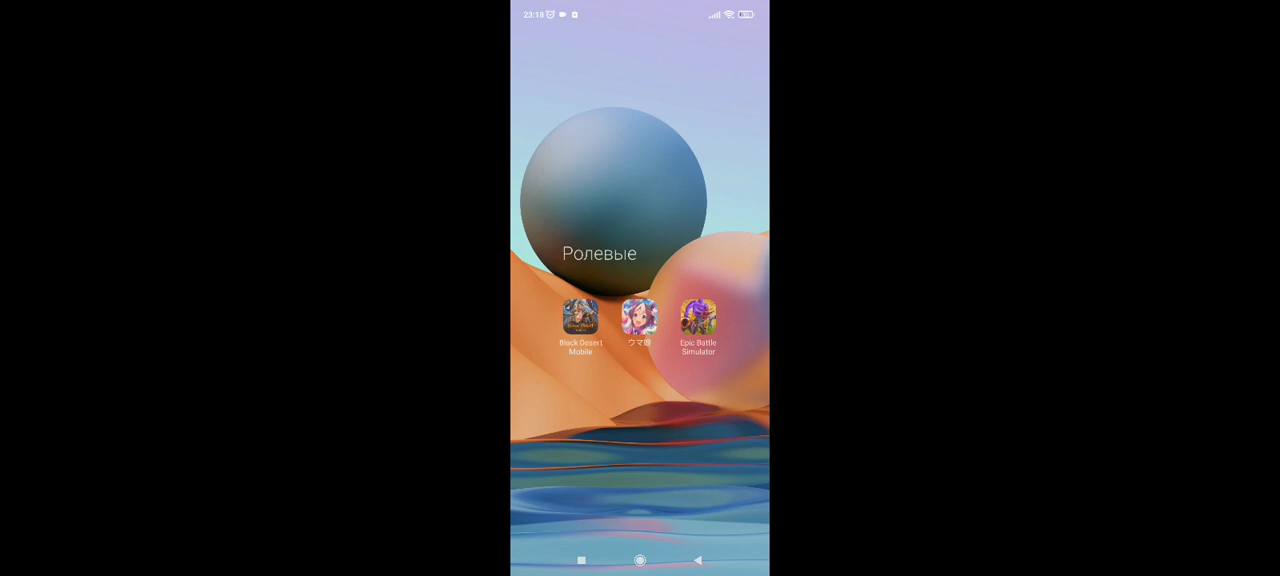 23:18
Ролевые
Black Desert
Mobile
ウマ娘
Epic Battle
Simulator